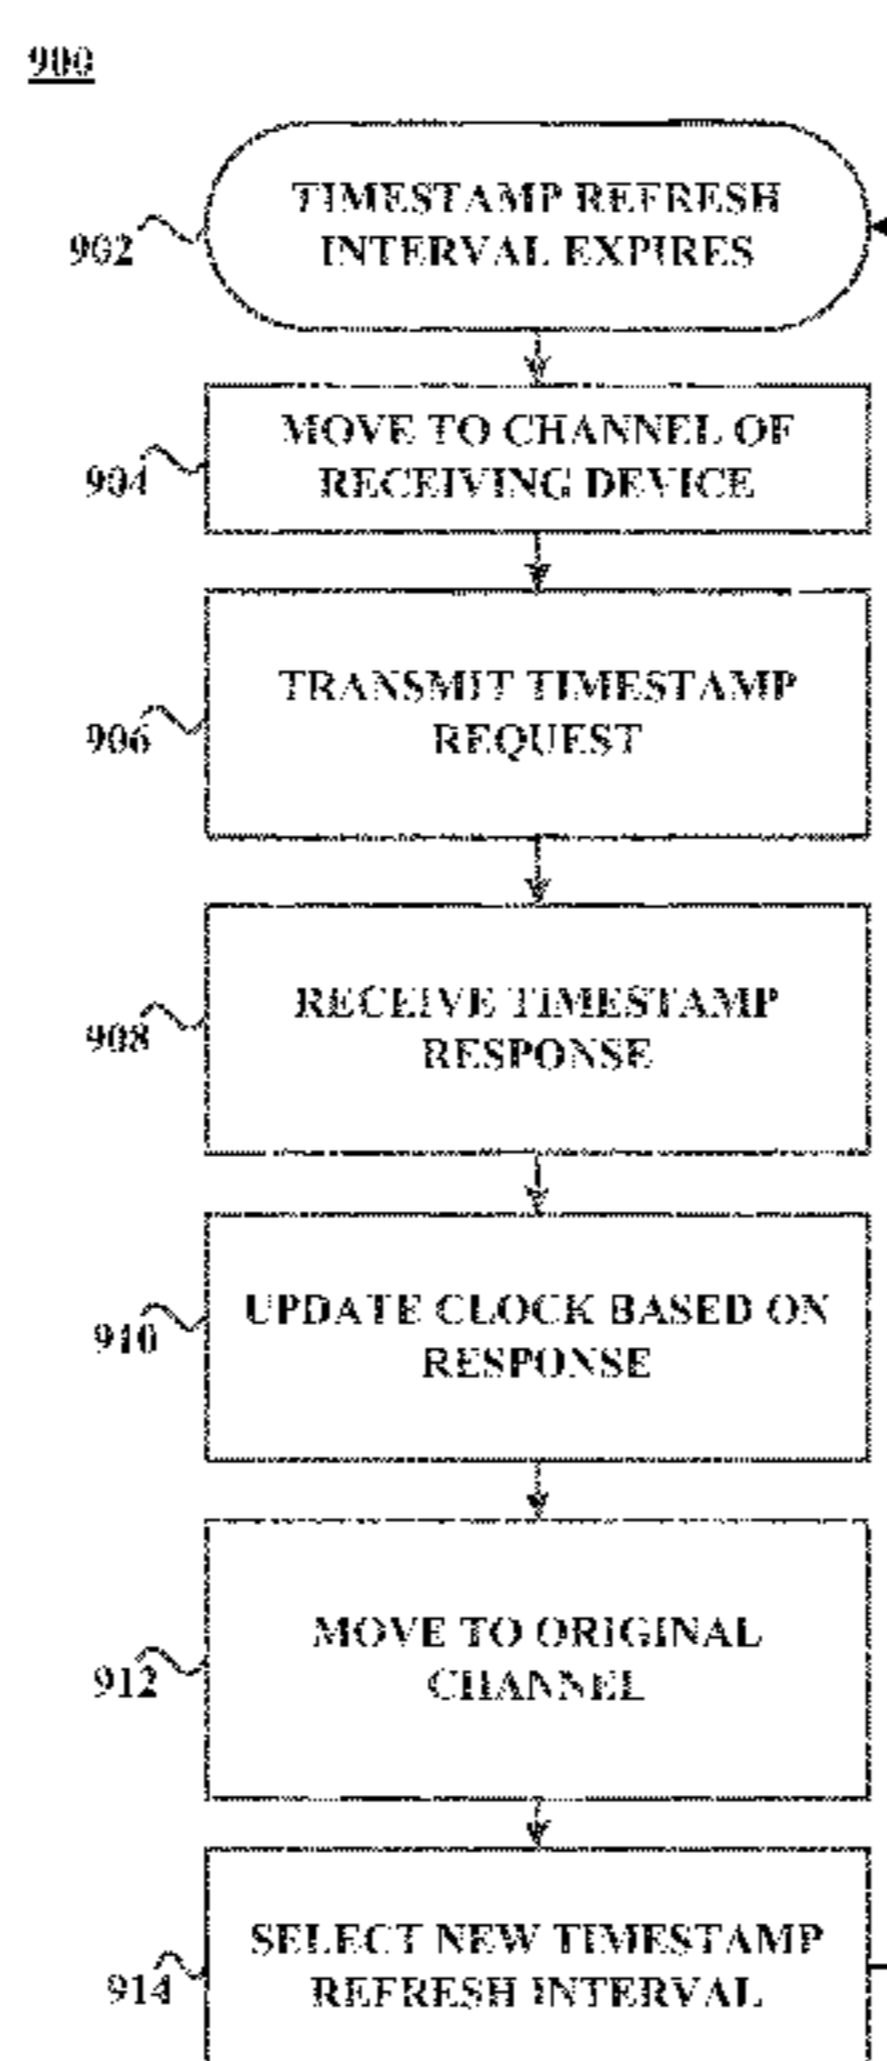 900
TIMESTAMP REFRESH
INTERVAL EXPIRES
902
MOVE TO CHANNEL OF
RECEIVING DEVICE
904
TRANSMIT TIMESTAMP
REQUEST
906
RECEIVE TIMESTAMP
RESPONSE
908
UPDATE CLOCK BASED ON
RESPONSE
910
MOVE TO ORIGINAL
CHANNEL
912
SELECT NEW TIMESTAMP
REFRESH INTERVAL
914